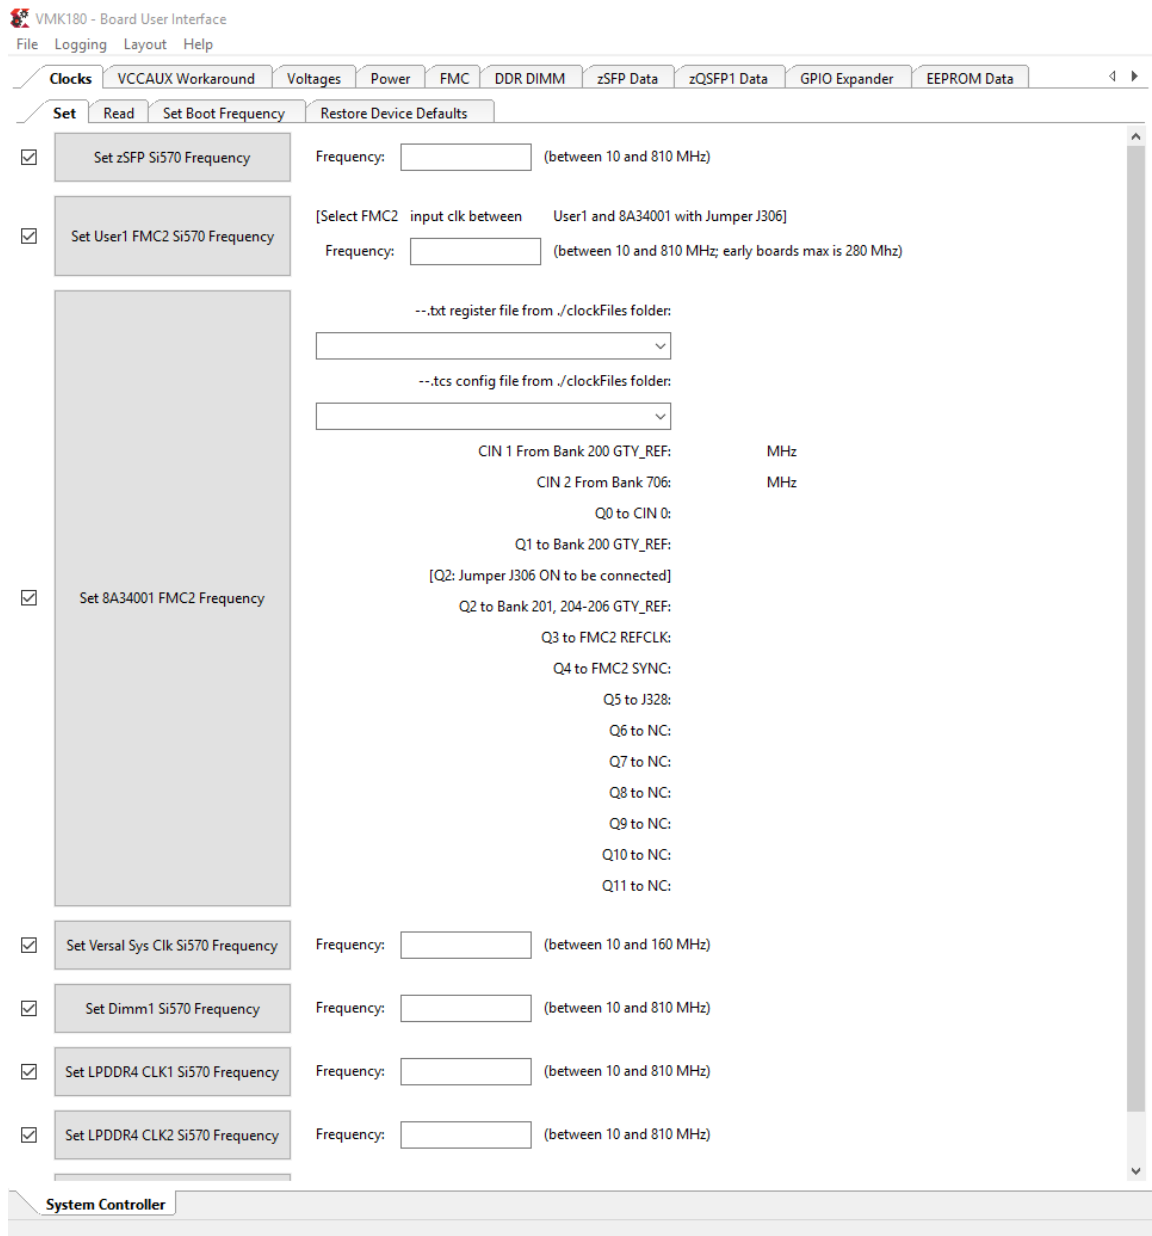 VMK180 - Board User Interface
File Logging Layout Help
Clocks VCCAUX Workaround Voltages Power FMC DDR DIMM zSFP Data zQSFP1 Data GPIO Expander EEPROM Data
Set Read Set Boot Frequency Restore Device Defaults
Set zSFP Si570 Frequency Frequency: (between 10 and 810 MHz)
[Select FMC2 input clk between User1 and 8A34001 with Jumper J306]
Set User1 FMC2 Si570 Frequency Frequency: (between 10 and 810 MHz; early boards max is 280 Mhz)
--.txt register file from ./clockFiles folder:
--.tcs config file from ./clockFiles folder:
CIN 1 From Bank 200 GTY_REF: MHz
CIN 2 From Bank 706: MHz
Q0 to CIN 0:
Q1 to Bank 200 GTY_REF:
[Q2: Jumper J306 ON to be connected]
Set 8A34001 FMC2 Frequency Q2 to Bank 201, 204-206 GTY_REF:
Q3 to FMC2 REFCLK:
Q4 to FMC2 SYNC:
Q5 to J328:
Q6 to NC:
Q7 to NC:
Q8 to NC:
Q9 to NC:
Q10 to NC:
Q11 to NC:
Set Versal Sys Clk Si570 Frequency Frequency: (between 10 and 160 MHz)
Set Dimm1 Si570 Frequency Frequency: (between 10 and 810 MHz)
Set LPDDR4 CLK1 Si570 Frequency Frequency: (between 10 and 810 MHz)
Set LPDDR4 CLK2 Si570 Frequency Frequency: (between 10 and 810 MHz)
System Controller